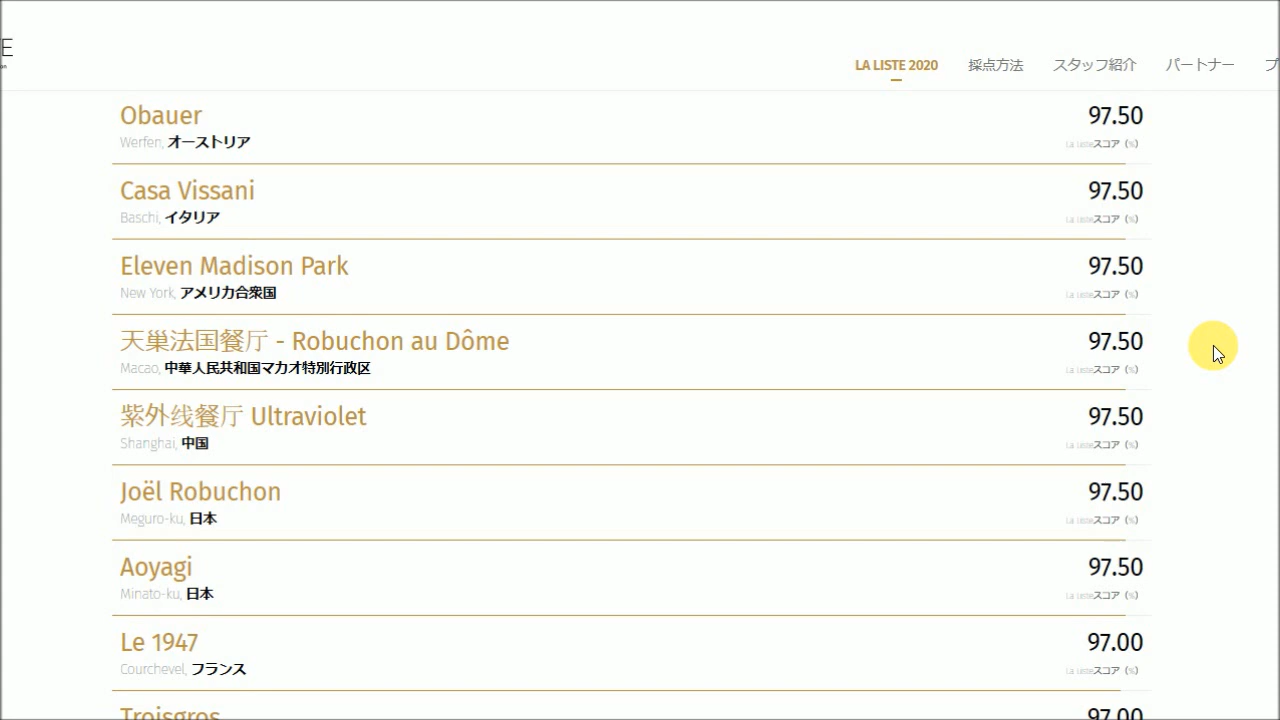 E
LA LISTE 2020 採点方法 スタッフ紹介 パートナー プ
Obauer 97.50
Werfen, オーストリア La Listeスコア (%)
Casa Vissani 97.50
Baschi, イタリア La Listeスコア (%)
Eleven Madison Park 97.50
New York, アメリカ合衆国 La Listeスコア (%)
天巢法国餐厅 - Robuchon au Dôme 97.50
Macao, 中華人民共和国マカオ特別行政区 La Listeスコア (%)
紫外线餐厅 Ultraviolet 97.50
Shanghai, 中国 La Listeスコア (%)
Joël Robuchon 97.50
Meguro-ku, 日本 La Listeスコア (%)
Aoyagi 97.50
Minato-ku, 日本 La Listeスコア (%)
Le 1947 97.00
Courchevel, フランス La Listeスコア (%)
Troisgros 97.00